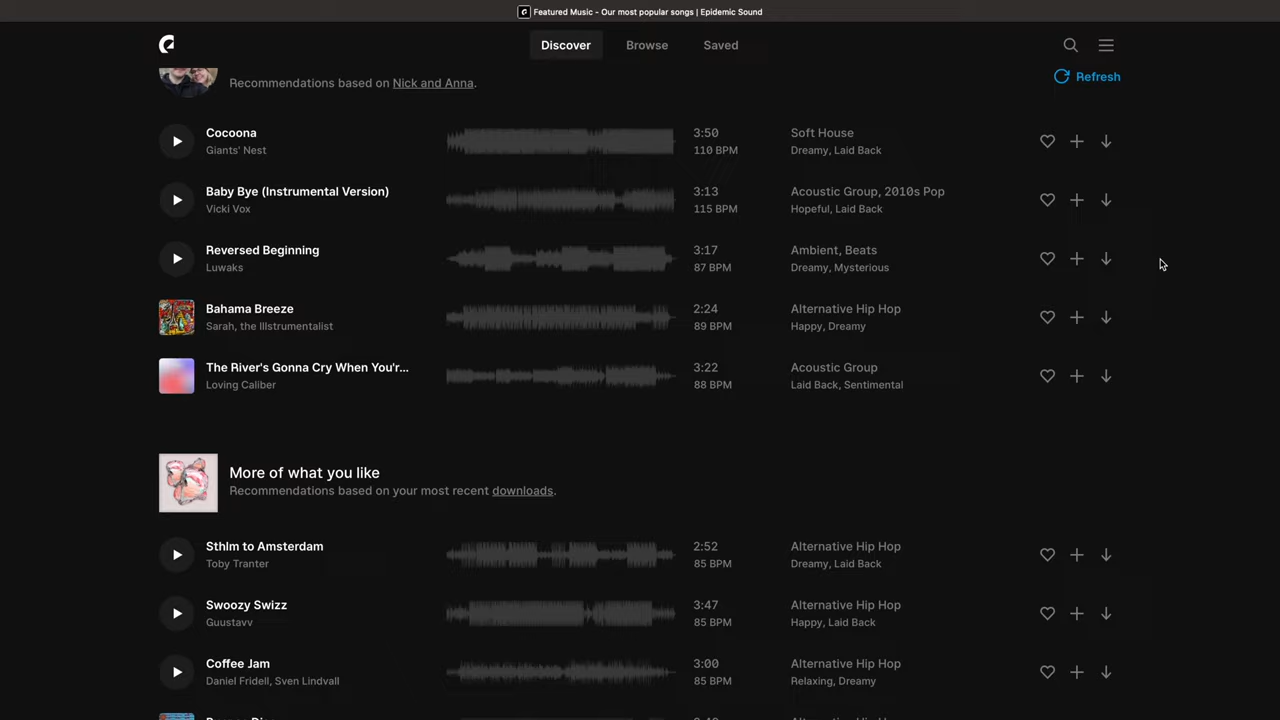 Featured Music - Our most popular songs | Epidemic Sound
Discover
Browse
Saved
Recommendations based on Nick and Anna.
Refresh
Cocoona
3:50
Soft House
Giants' Nest
110 BPM
Dreamy, Laid Back
Baby Bye (Instrumental Version)
3:13
Acoustic Group, 2010s Pop
Vicki Vox
115 BPM
Hopeful, Laid Back
Reversed Beginning
3:17
Ambient, Beats
Luwaks
87 BPM
Dreamy, Mysterious
Bahama Breeze
2:24
Alternative Hip Hop
Sarah, the Illstrumentalist
89 BPM
Happy, Dreamy
The River's Gonna Cry When You'r...
3:22
Acoustic Group
Loving Caliber
88 BPM
Laid Back, Sentimental
More of what you like
Recommendations based on your most recent downloads.
Sthlm to Amsterdam
2:52
Alternative Hip Hop
Toby Tranter
85 BPM
Dreamy, Laid Back
Swoozy Swizz
3:47
Alternative Hip Hop
Guustavv
85 BPM
Happy, Laid Back
Coffee Jam
3:00
Alternative Hip Hop
Daniel Fridell, Sven Lindvall
85 BPM
Relaxing, Dreamy